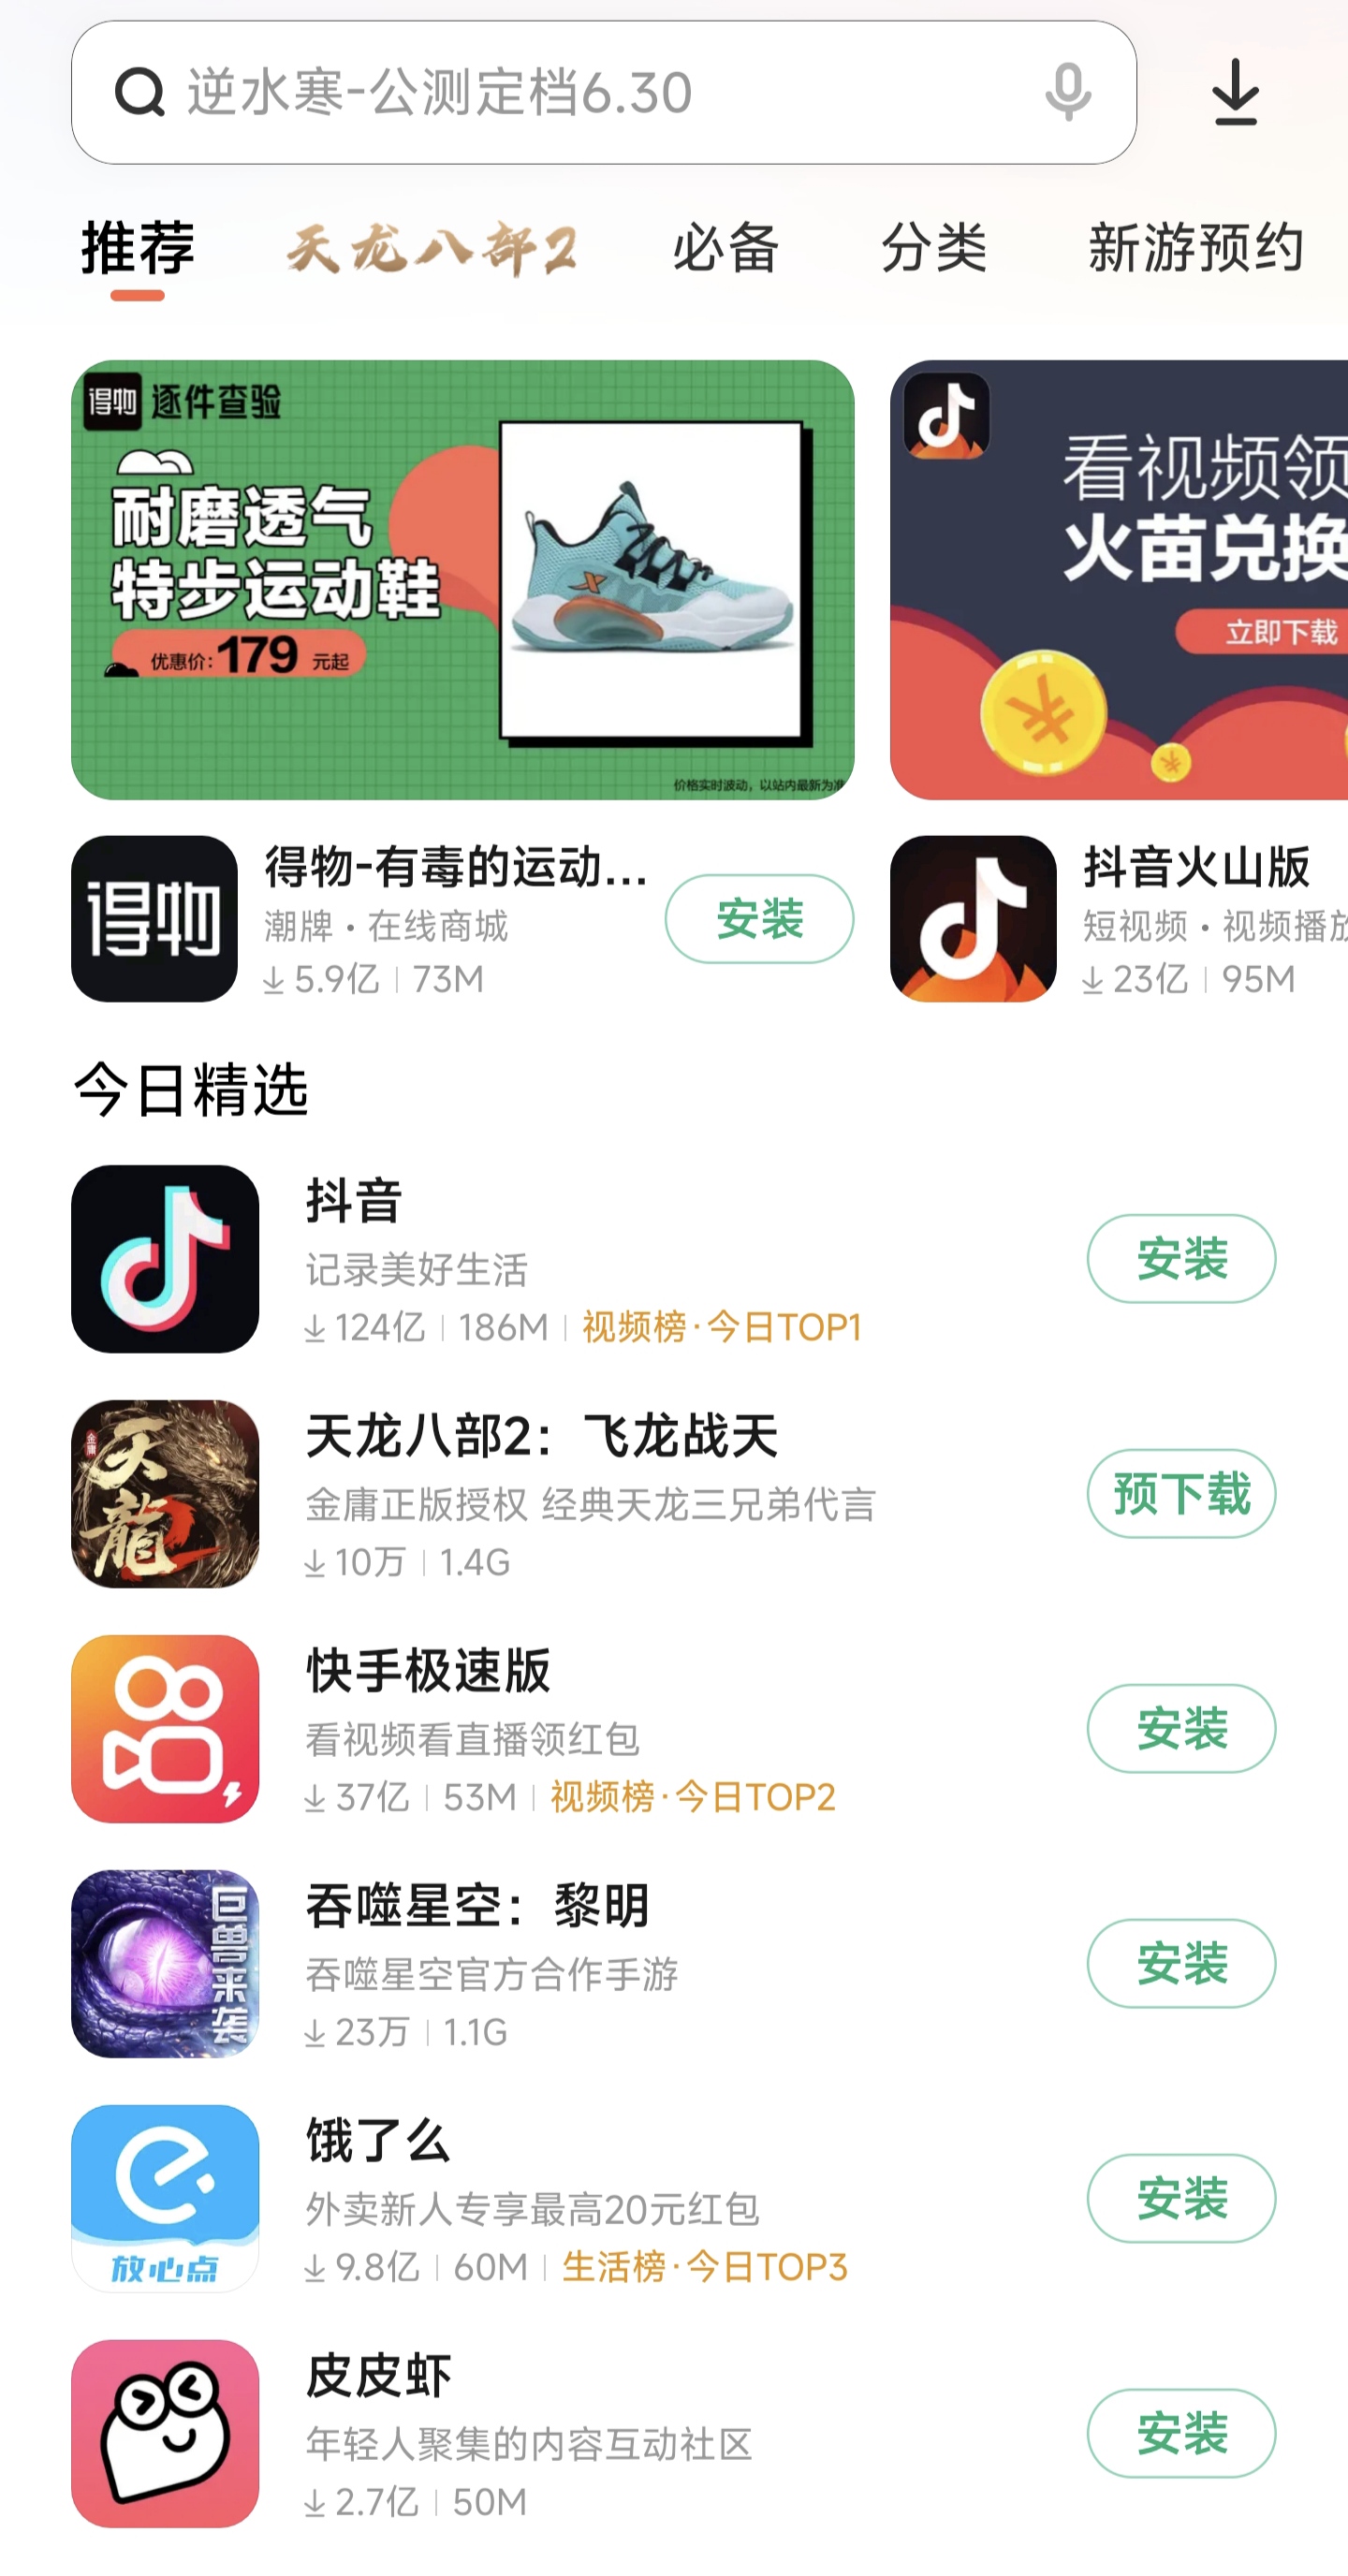 逆水寒-公测定档6.30
推荐
天龙八部2
必备
分类
新游预约
得物 逐件查验
耐磨透气
特步运动鞋
优惠价:179 元起
价格实时波动，以站内最新为准
看视频领
火苗兑换
立即下载
得物
得物-有毒的运动...
潮牌·在线商城
5.9亿 | 73M
安装
抖音火山版
短视频·视频播放
23亿 | 95M
今日精选
抖音
记录美好生活
124亿 | 186M | 视频榜·今日TOP1
安装
金庸
天龍2
天龙八部2：飞龙战天
金庸正版授权 经典天龙三兄弟代言
10万 | 1.4G
预下载
快手极速版
看视频看直播领红包
37亿 | 53M | 视频榜·今日TOP2
安装
巨兽来袭
吞噬星空：黎明
吞噬星空官方合作手游
23万 | 1.1G
安装
放心点
饿了么
外卖新人专享最高20元红包
9.8亿 | 60M | 生活榜·今日TOP3
安装
皮皮虾
年轻人聚集的内容互动社区
2.7亿 | 50M
安装